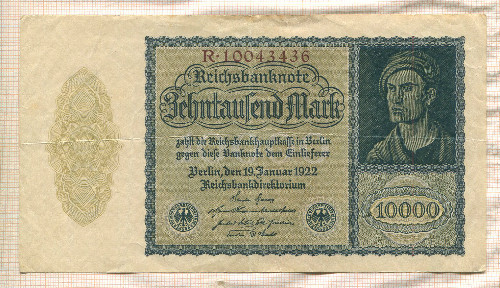 R·10043436
Reichsbanknote
Zehntausend Mark
zahlt die Reichsbankhauptkasse in Berlin
gegen diese Banknote dem Einlieferer
Berlin, den 19. Januar 1922
Reichsbankdirektorium
10000